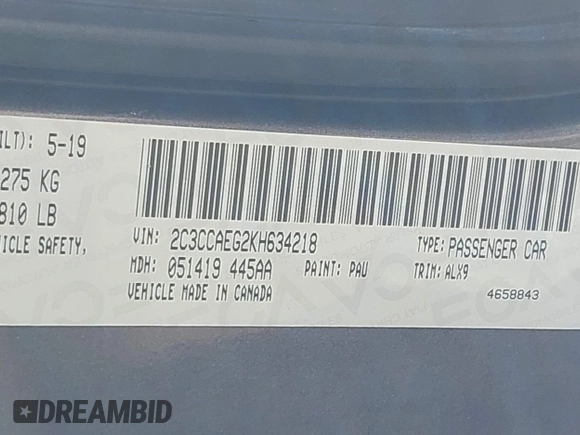 ILT): 5-19
275 KG
810 LB
HICLE SAFETY,
VIN: 2C3CCAEG2KH634218
TYPE: PASSENGER CAR
MDH: 051419 445AA
PAINT: PAU
TRIM: ALX9
VEHICLE MADE IN CANADA
4658843
DREAMBID